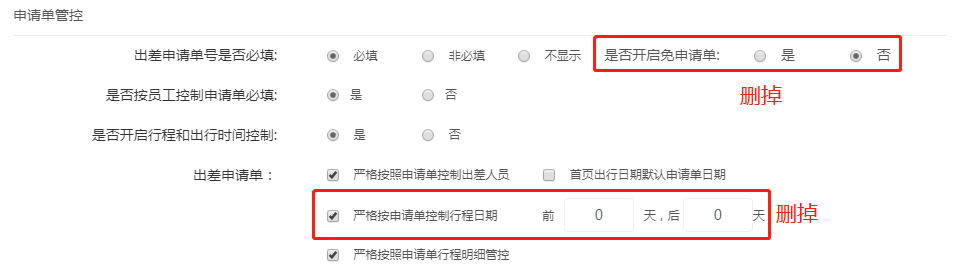 申请单管控
出差申请单号是否必填: 必填 非必填 不显示 是否开启免申请单: 是 否
删掉
是否按员工控制申请单必填: 是 否
是否开启行程和出行时间控制: 是 否
出差申请单： 严格按照申请单控制出差人员 首页出行日期默认申请单日期
严格按申请单控制行程日期 前 0 天，后 0 天 删掉
严格按照申请单行程明细管控